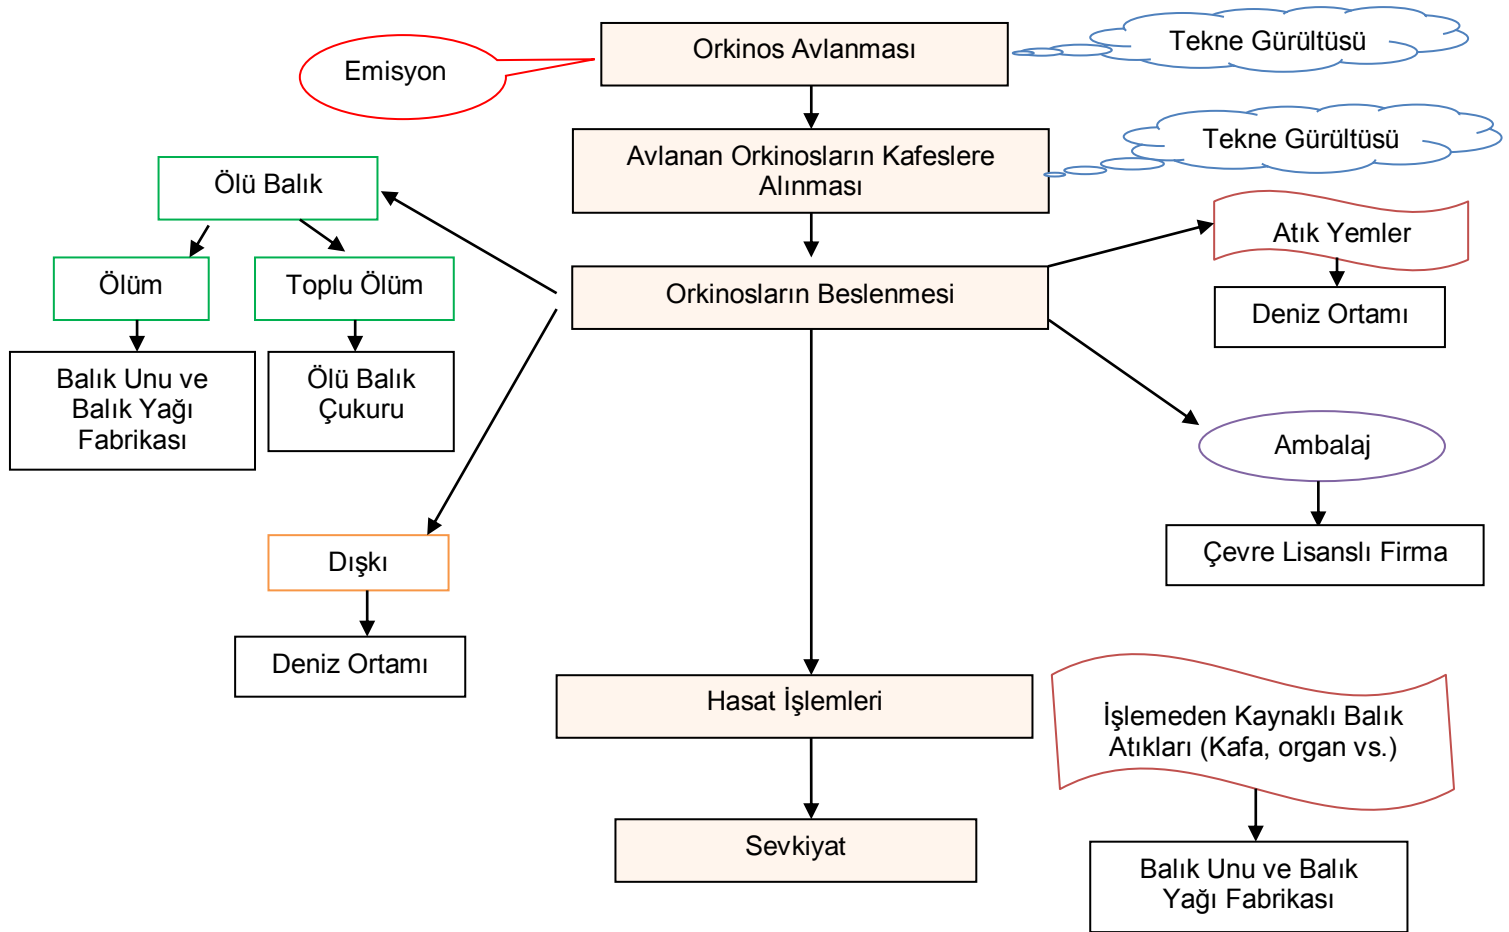 Orkinos Avlanması
Tekne Gürültüsü
Emisyon
Avlanan Orkinosların Kafeslere
Alınması
Tekne Gürültüsü
Ölü Balık
Atık Yemler
Ölüm
Toplu Ölüm
Orkinosların Beslenmesi
Deniz Ortamı
Balık Unu ve
Balık Yağı
Fabrikası
Ölü Balık
Çukuru
Ambalaj
Dışkı
Çevre Lisanslı Firma
Deniz Ortamı
Hasat İşlemleri
İşlemeden Kaynaklı Balık
Atıkları (Kafa, organ vs.)
Sevkiyat
Balık Unu ve Balık
Yağı Fabrikası